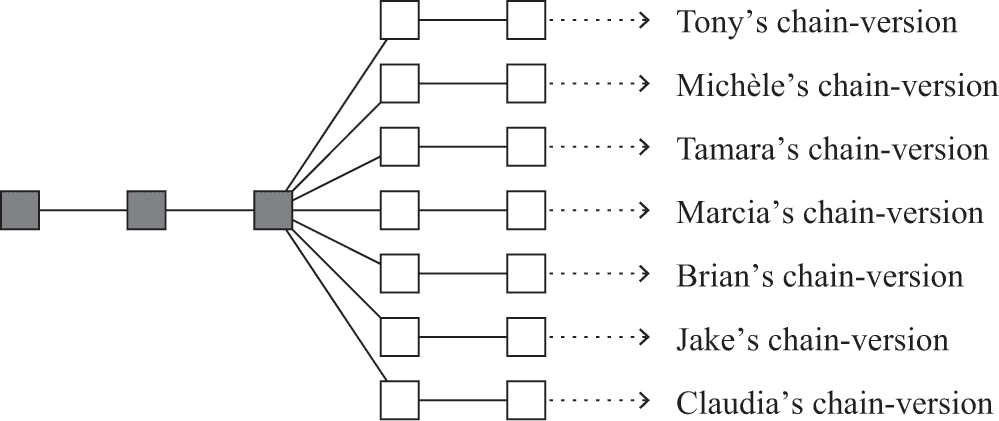 Tony’s chain-version
Michèle’s chain-version
Tamara’s chain-version
Marcia’s chain-version
Brian’s chain-version
Jake’s chain-version
Claudia’s chain-version